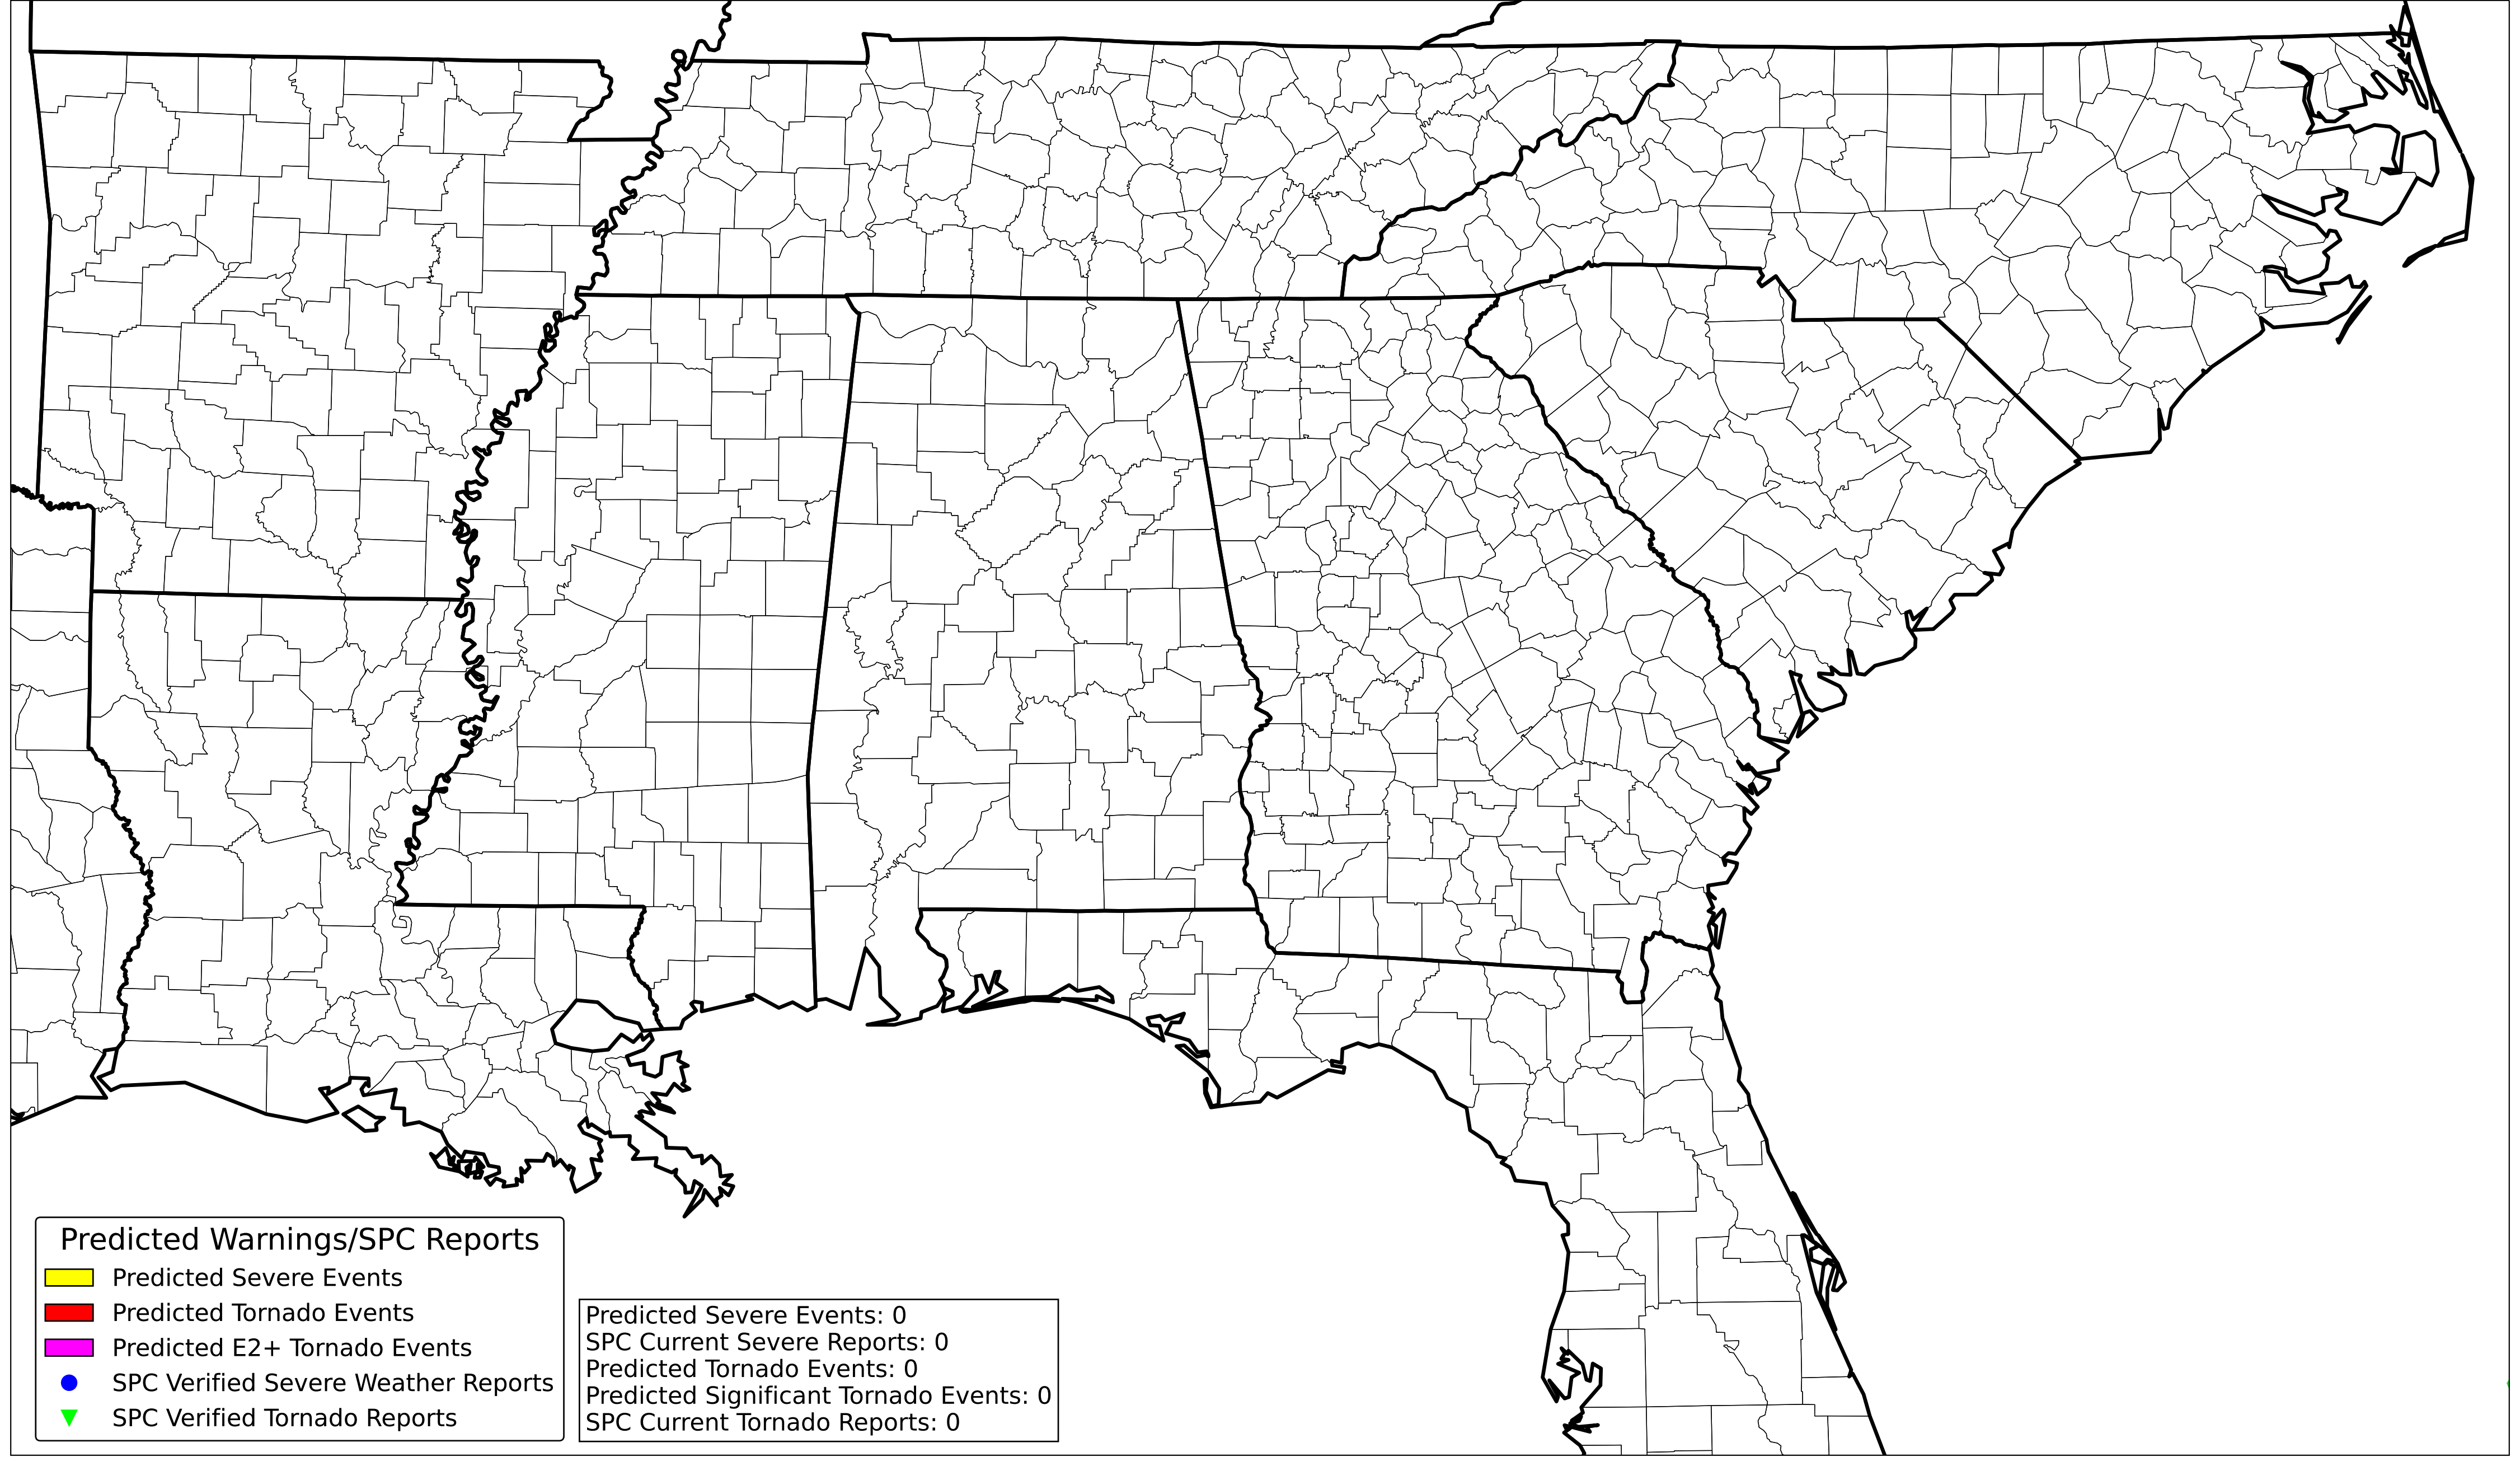 Predicted Warnings/SPC Reports
Predicted Severe Events
Predicted Tornado Events
Predicted E2+ Tornado Events
SPC Verified Severe Weather Reports
SPC Verified Tornado Reports
Predicted Severe Events: 0
SPC Current Severe Reports: 0
Predicted Tornado Events: 0
Predicted Significant Tornado Events: 0
SPC Current Tornado Reports: 0